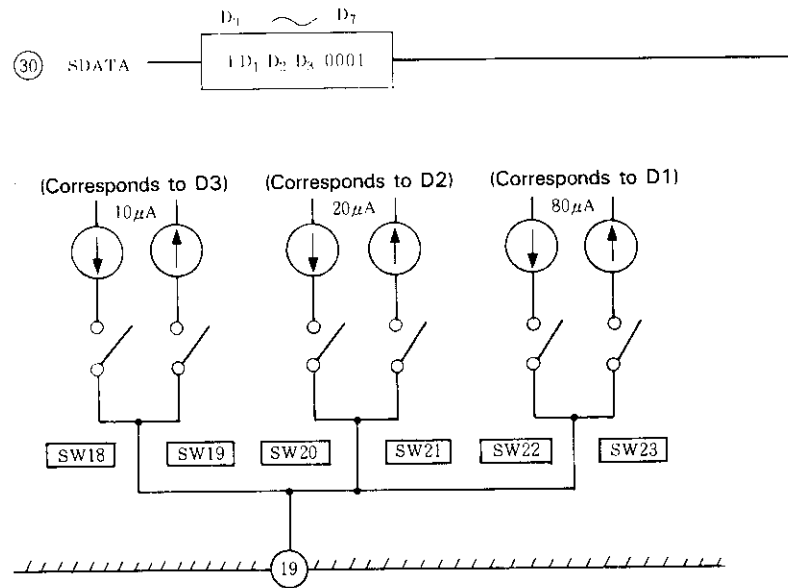 D₁ ～ D₇
30 SDATA 1 D₁ D₂ D₃ 0001
(Corresponds to D3) (Corresponds to D2) (Corresponds to D1)
10μA 20μA 80μA
SW18 SW19 SW20 SW21 SW22 SW23
19